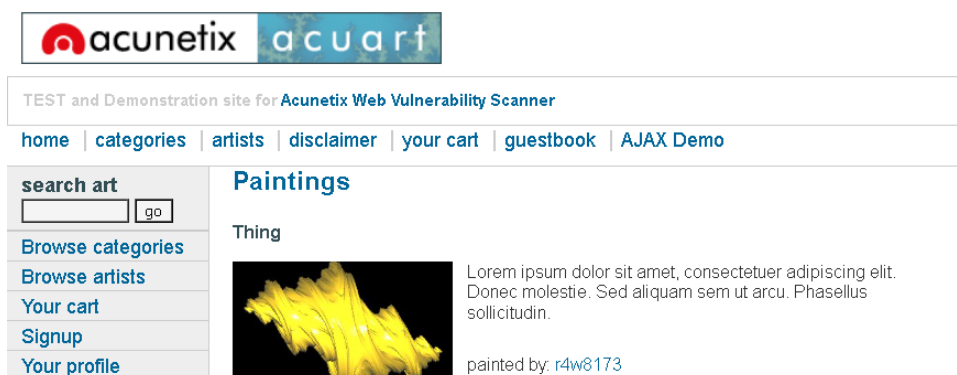 acunetix acuart
TEST and Demonstration site for Acunetix Web Vulnerability Scanner
home | categories | artists | disclaimer | your cart | guestbook | AJAX Demo
search art
go
Browse categories
Browse artists
Your cart
Signup
Your profile
Paintings
Thing
Lorem ipsum dolor sit amet, consectetuer adipiscing elit.
Donec molestie. Sed aliquam sem ut arcu. Phasellus
sollicitudin.
painted by: r4w8173